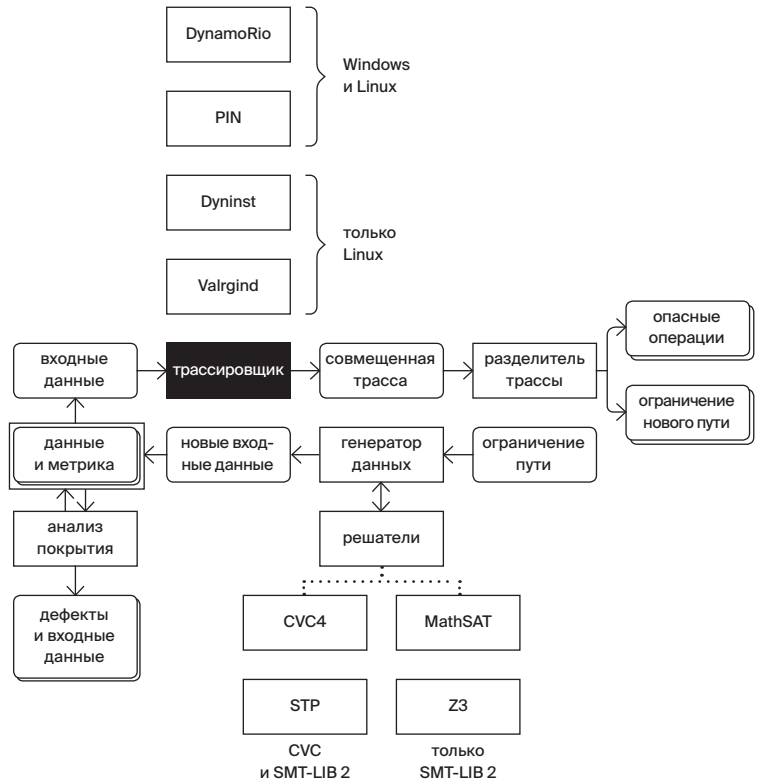 DynamoRio
Windows
и Linux
PIN
Dyninst
только
Linux
Valrgind
входные
данные
трассировщик
совмещенная
трасса
разделитель
трассы
опасные
операции
ограничение
нового пути
данные
и метрика
новые вход-
ные данные
генератор
данных
ограничение
пути
анализ
покрытия
решатели
дефекты
и входные
данные
CVC4
MathSAT
STP
Z3
CVC
и SMT-LIB 2
только
SMT-LIB 2